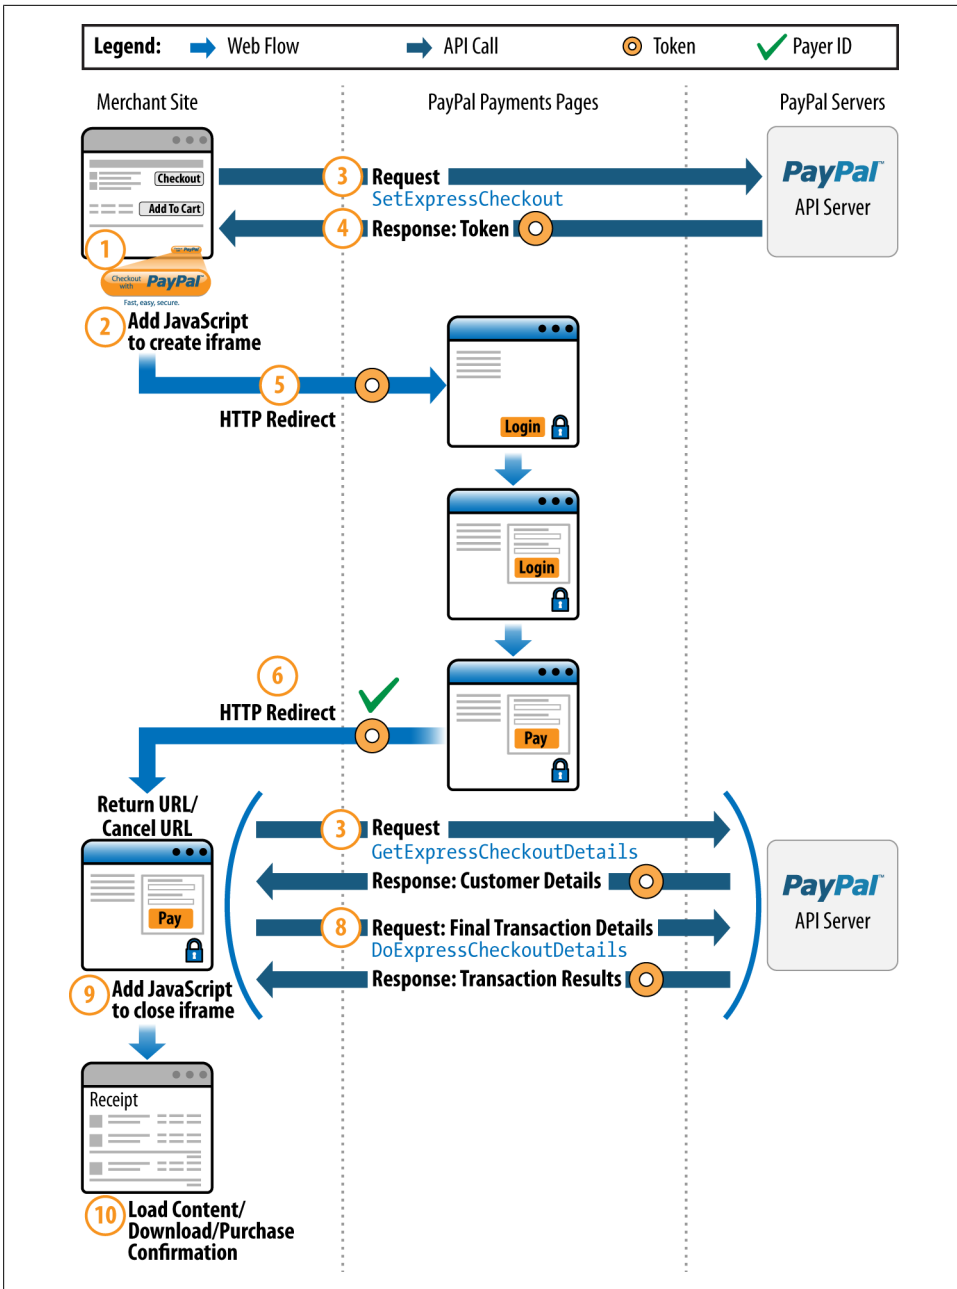 Legend: Web Flow API Call Token Payer ID
Merchant Site PayPal Payments Pages PayPal Servers
Checkout
Add To Cart
1
Checkout with PayPal™
Fast, easy, secure.
3 Request
SetExpressCheckout
4 Response: Token
PayPal™
API Server
2 Add JavaScript
to create iframe
5
HTTP Redirect
Login
Login
6
HTTP Redirect
Pay
Return URL/
Cancel URL
Pay
3 Request
GetExpressCheckoutDetails
Response: Customer Details
8 Request: Final Transaction Details
DoExpressCheckoutDetails
Response: Transaction Results
PayPal™
API Server
9 Add JavaScript
to close iframe
Receipt
10 Load Content/
Download/Purchase
Confirmation